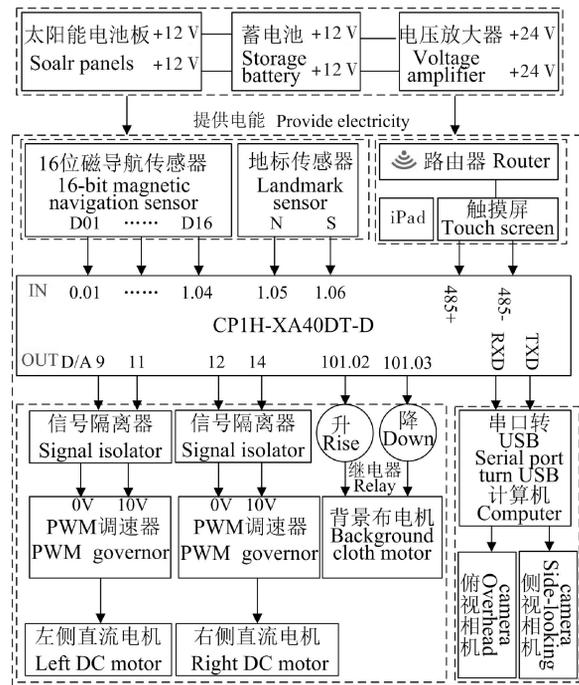 太阳能电池板 +12 V
Soalr panels +12 V
蓄电池
Storage +12 V
battery
电压放大器 +24 V
Voltage
amplifier +24 V
提供电能 Provide electricity
16位磁导航传感器
16-bit magnetic
navigation sensor
D01 …… D16
地标传感器
Landmark
sensor
N S
路由器 Router
iPad
触摸屏
Touch screen
IN 0.01 …… 1.04 1.05 1.06 485+ 485-
CP1H-XA40DT-D
OUT D/A 9 11 12 14 101.02 101.03 RXD TXD
信号隔离器
Signal isolator
信号隔离器
Signal isolator
升
Rise
降
Down
继电器
Relay
0V 10V
PWM调速器
PWM governor
0V 10V
PWM调速器
PWM governor
背景布电机
Background
cloth motor
串口转
USB
Serial port
turn USB
计算机
Computer
左侧直流电机
Left DC motor
右侧直流电机
Right DC motor
camera
Overhead
俯视相机
camera
Side-looking
侧视相机